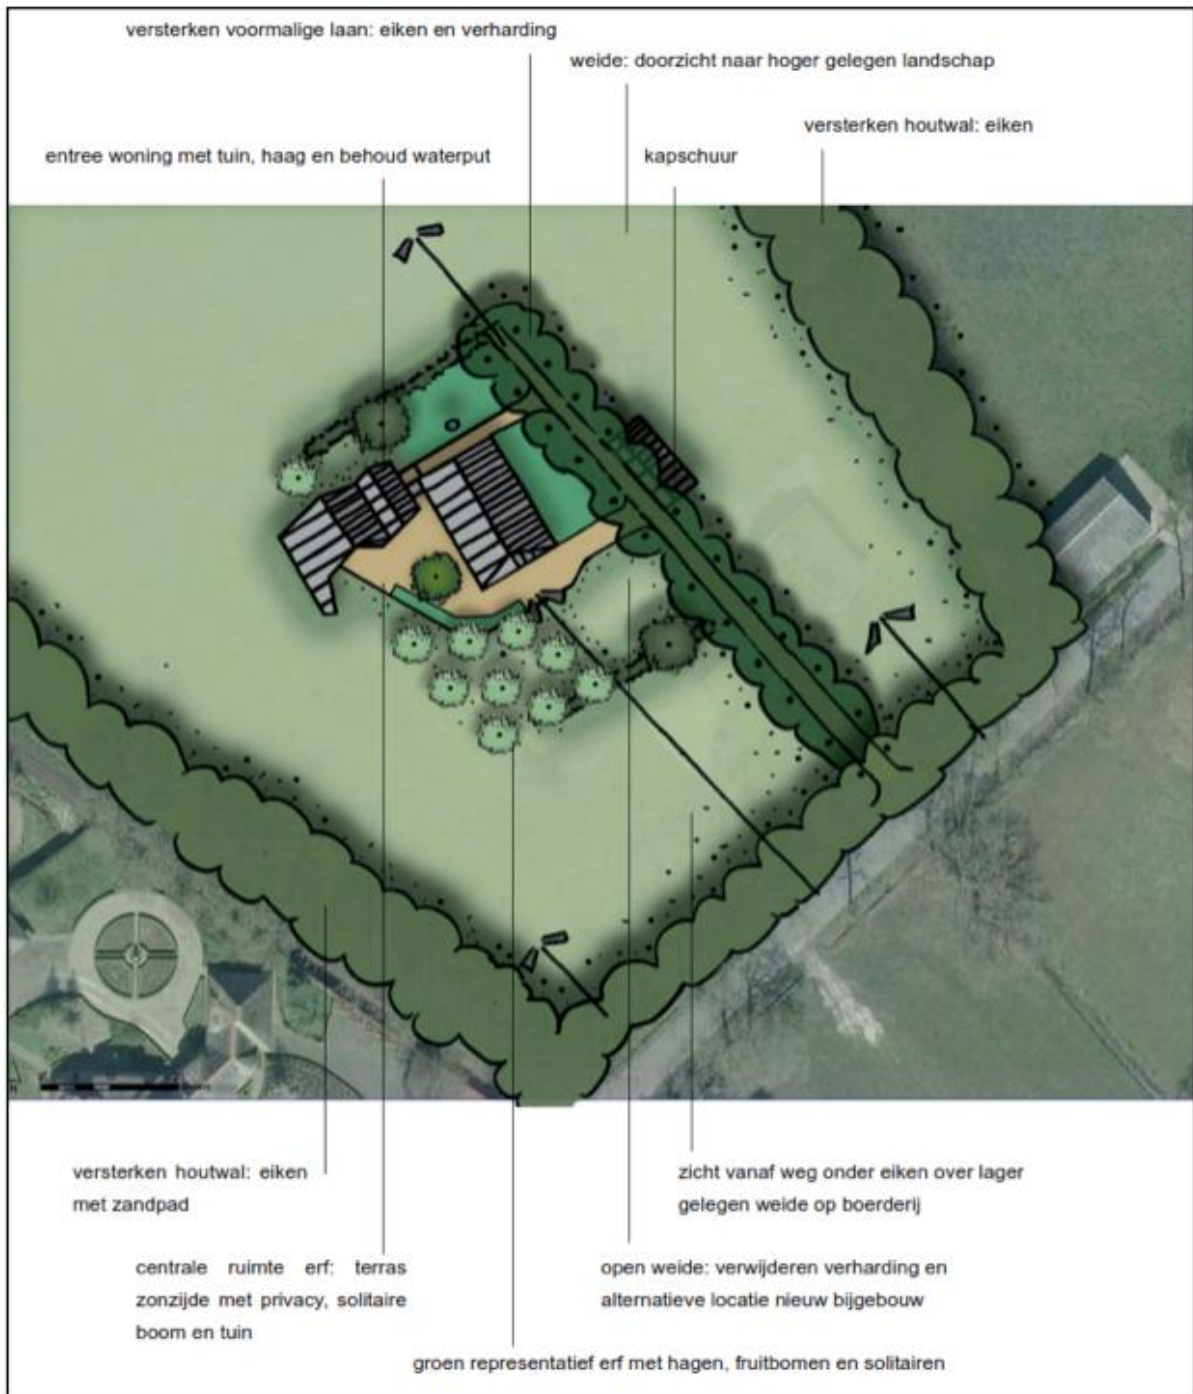 versterken voormalige laan: eiken en verharding
weide: doorzicht naar hoger gelegen landschap
versterken houtwal: eiken
entree woning met tuin, haag en behoud waterput
kapschuur
versterken houtwal: eiken
met zandpad
zicht vanaf weg onder eiken over lager
gelegen weide op boerderij
centrale ruimte erf: terras
zonzijde met privacy, solitaire
boom en tuin
open weide: verwijderen verharding en
alternatieve locatie nieuw bijgebouw
groen representatief erf met hagen, fruitbomen en solitairen